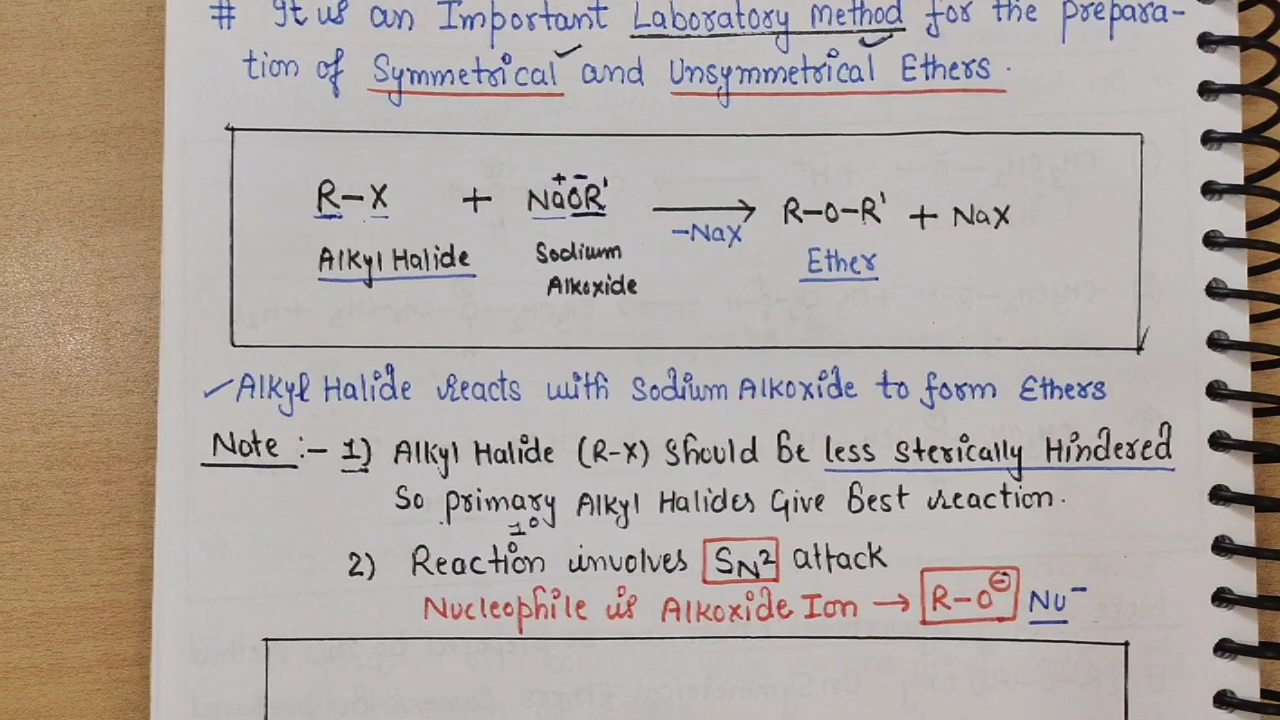 # It is an Important Laboratory Method for the prepara-
tion of Symmetrical and Unsymmetrical Ethers.
R-X + Na⁺O⁻R' → R-O-R' + NaX
-NaX
Alkyl Halide Sodium Alkoxide Ether
✓Alkyl Halide reacts with Sodium Alkoxide to form Ethers
Note :- 1) Alkyl Halide (R-X) Should be less sterically Hindered
So primary Alkyl Halides Give Best reaction.
1°
2) Reaction involves SN² attack
Nucleophile is Alkoxide Ion → R-O⊖ Nu⁻